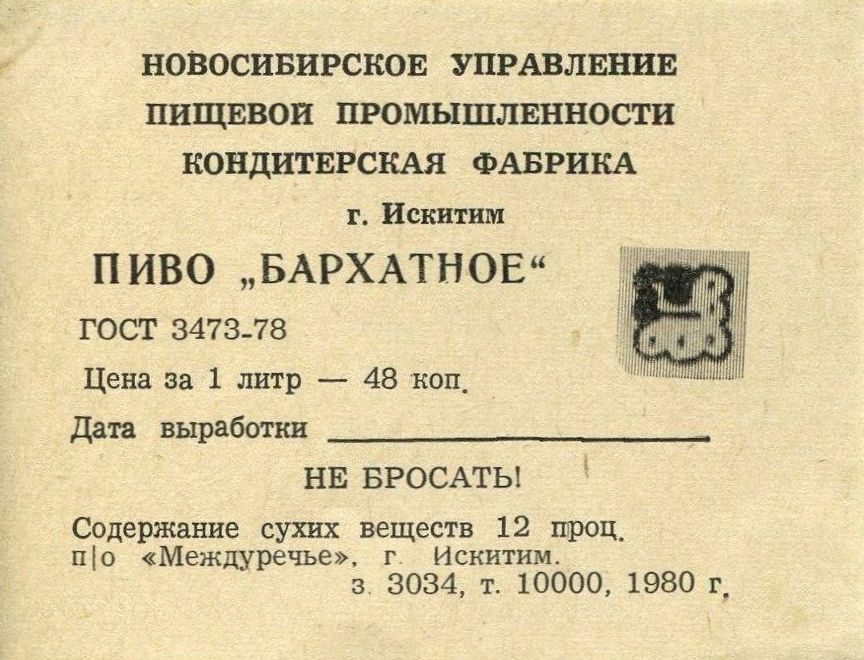 НОВОСИБИРСКОЕ УПРАВЛЕНИЕ
ПИЩЕВОЙ ПРОМЫШЛЕННОСТИ
КОНДИТЕРСКАЯ ФАБРИКА
г. Искитим
ПИВО „БАРХАТНОЕ“
ГОСТ 3473-78
Цена за 1 литр — 48 коп.
Дата выработки
НЕ БРОСАТЬ!
Содержание сухих веществ 12 проц.
п|о «Междуречье», г. Искитим.
з. 3034, т. 10000, 1980 г.